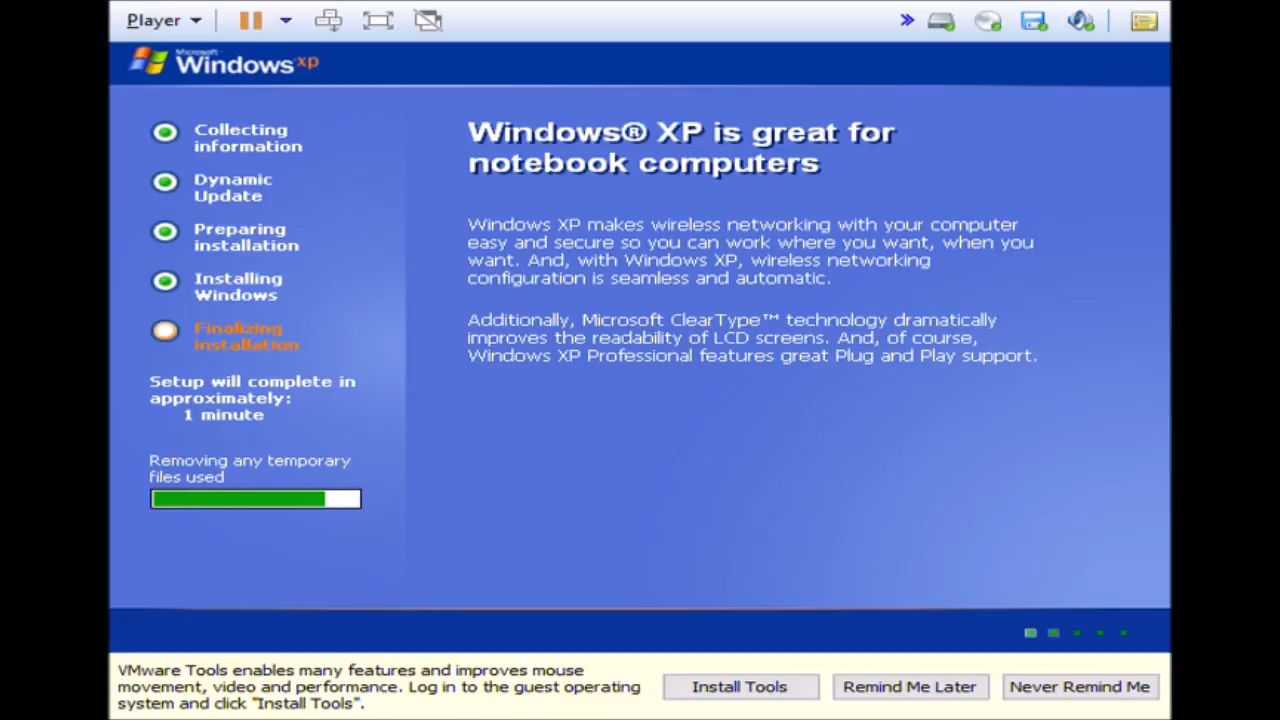 Player
Microsoft
Windows xp
Collecting
information
Dynamic
Update
Preparing
installation
Installing
Windows
Finalizing
installation
Setup will complete in
approximately:
1 minute
Removing any temporary
files used
Windows® XP is great for
notebook computers
Windows XP makes wireless networking with your computer
easy and secure so you can work where you want, when you
want. And, with Windows XP, wireless networking
configuration is seamless and automatic.
Additionally, Microsoft ClearType™ technology dramatically
improves the readability of LCD screens. And, of course,
Windows XP Professional features great Plug and Play support.
VMware Tools enables many features and improves mouse
movement, video and performance. Log in to the guest operating
system and click "Install Tools".
Install Tools
Remind Me Later
Never Remind Me